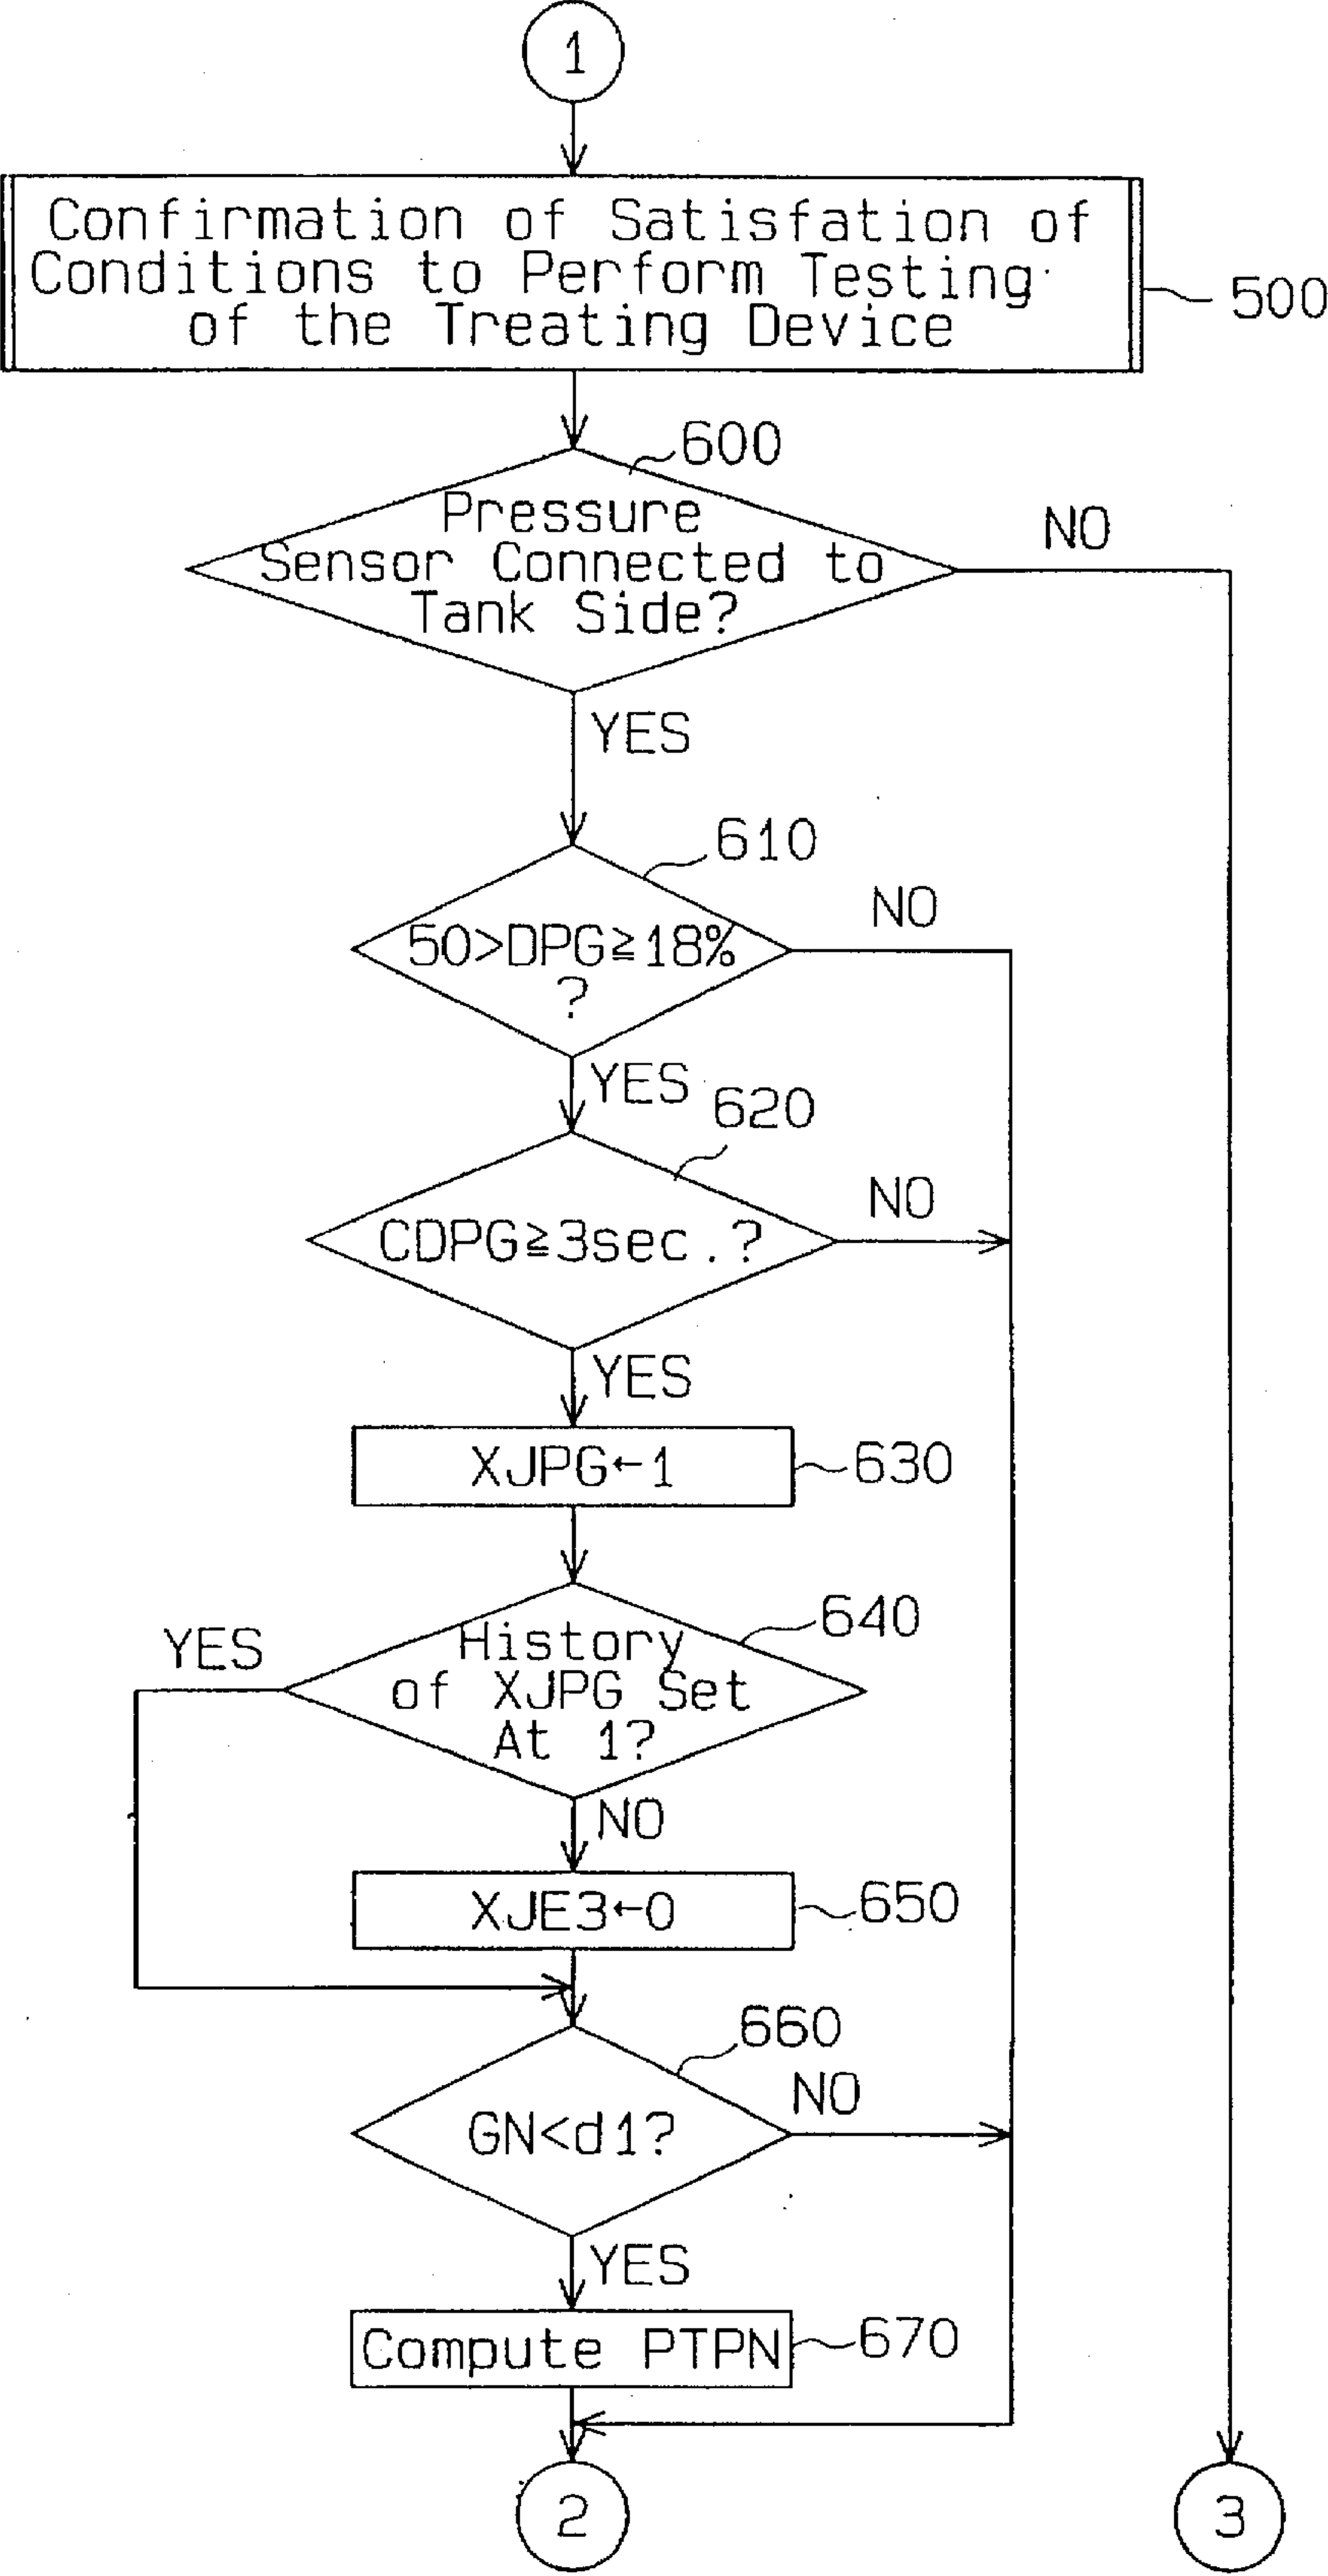 1
Confirmation of Satisfation of
Conditions to Perform Testing
of the Treating Device
500
600
Pressure
Sensor Connected to
Tank Side?
NO
YES
610
50>DPG≧18%
?
NO
YES
620
CDPG≧3sec.?
NO
YES
XJPG←1
630
640
History
of XJPG Set
At 1?
YES
NO
XJE3←0
650
660
GN<d1?
NO
YES
Compute PTPN
670
2
3